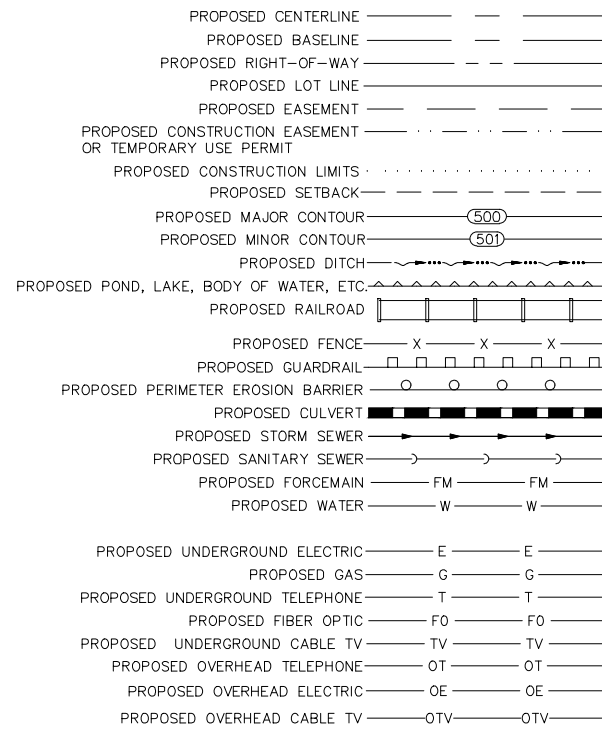 PROPOSED CENTERLINE
PROPOSED BASELINE
PROPOSED RIGHT-OF-WAY
PROPOSED LOT LINE
PROPOSED EASEMENT
PROPOSED CONSTRUCTION EASEMENT
OR TEMPORARY USE PERMIT
PROPOSED CONSTRUCTION LIMITS
PROPOSED SETBACK
PROPOSED MAJOR CONTOUR 500
PROPOSED MINOR CONTOUR 501
PROPOSED DITCH
PROPOSED POND, LAKE, BODY OF WATER, ETC.
PROPOSED RAILROAD
PROPOSED FENCE X X X
PROPOSED GUARDRAIL
PROPOSED PERIMETER EROSION BARRIER
PROPOSED CULVERT
PROPOSED STORM SEWER
PROPOSED SANITARY SEWER
PROPOSED FORCEMAIN FM FM
PROPOSED WATER W W
PROPOSED UNDERGROUND ELECTRIC E E
PROPOSED GAS G G
PROPOSED UNDERGROUND TELEPHONE T T
PROPOSED FIBER OPTIC FO FO
PROPOSED UNDERGROUND CABLE TV TV TV
PROPOSED OVERHEAD TELEPHONE OT OT
PROPOSED OVERHEAD ELECTRIC OE OE
PROPOSED OVERHEAD CABLE TV OTV OTV